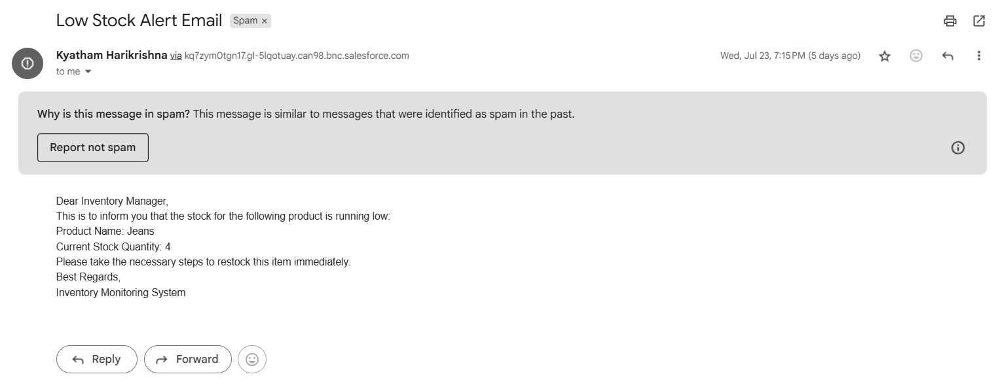 Low Stock Alert Email Spam ×
Kyatham Harikrishna via kq7zym0tgn17.gl-5lqotuay.can98.bnc.salesforce.com Wed, Jul 23, 7:15 PM (5 days ago)
to me
Why is this message in spam? This message is similar to messages that were identified as spam in the past.
Report not spam
Dear Inventory Manager,
This is to inform you that the stock for the following product is running low:
Product Name: Jeans
Current Stock Quantity: 4
Please take the necessary steps to restock this item immediately.
Best Regards,
Inventory Monitoring System
Reply Forward